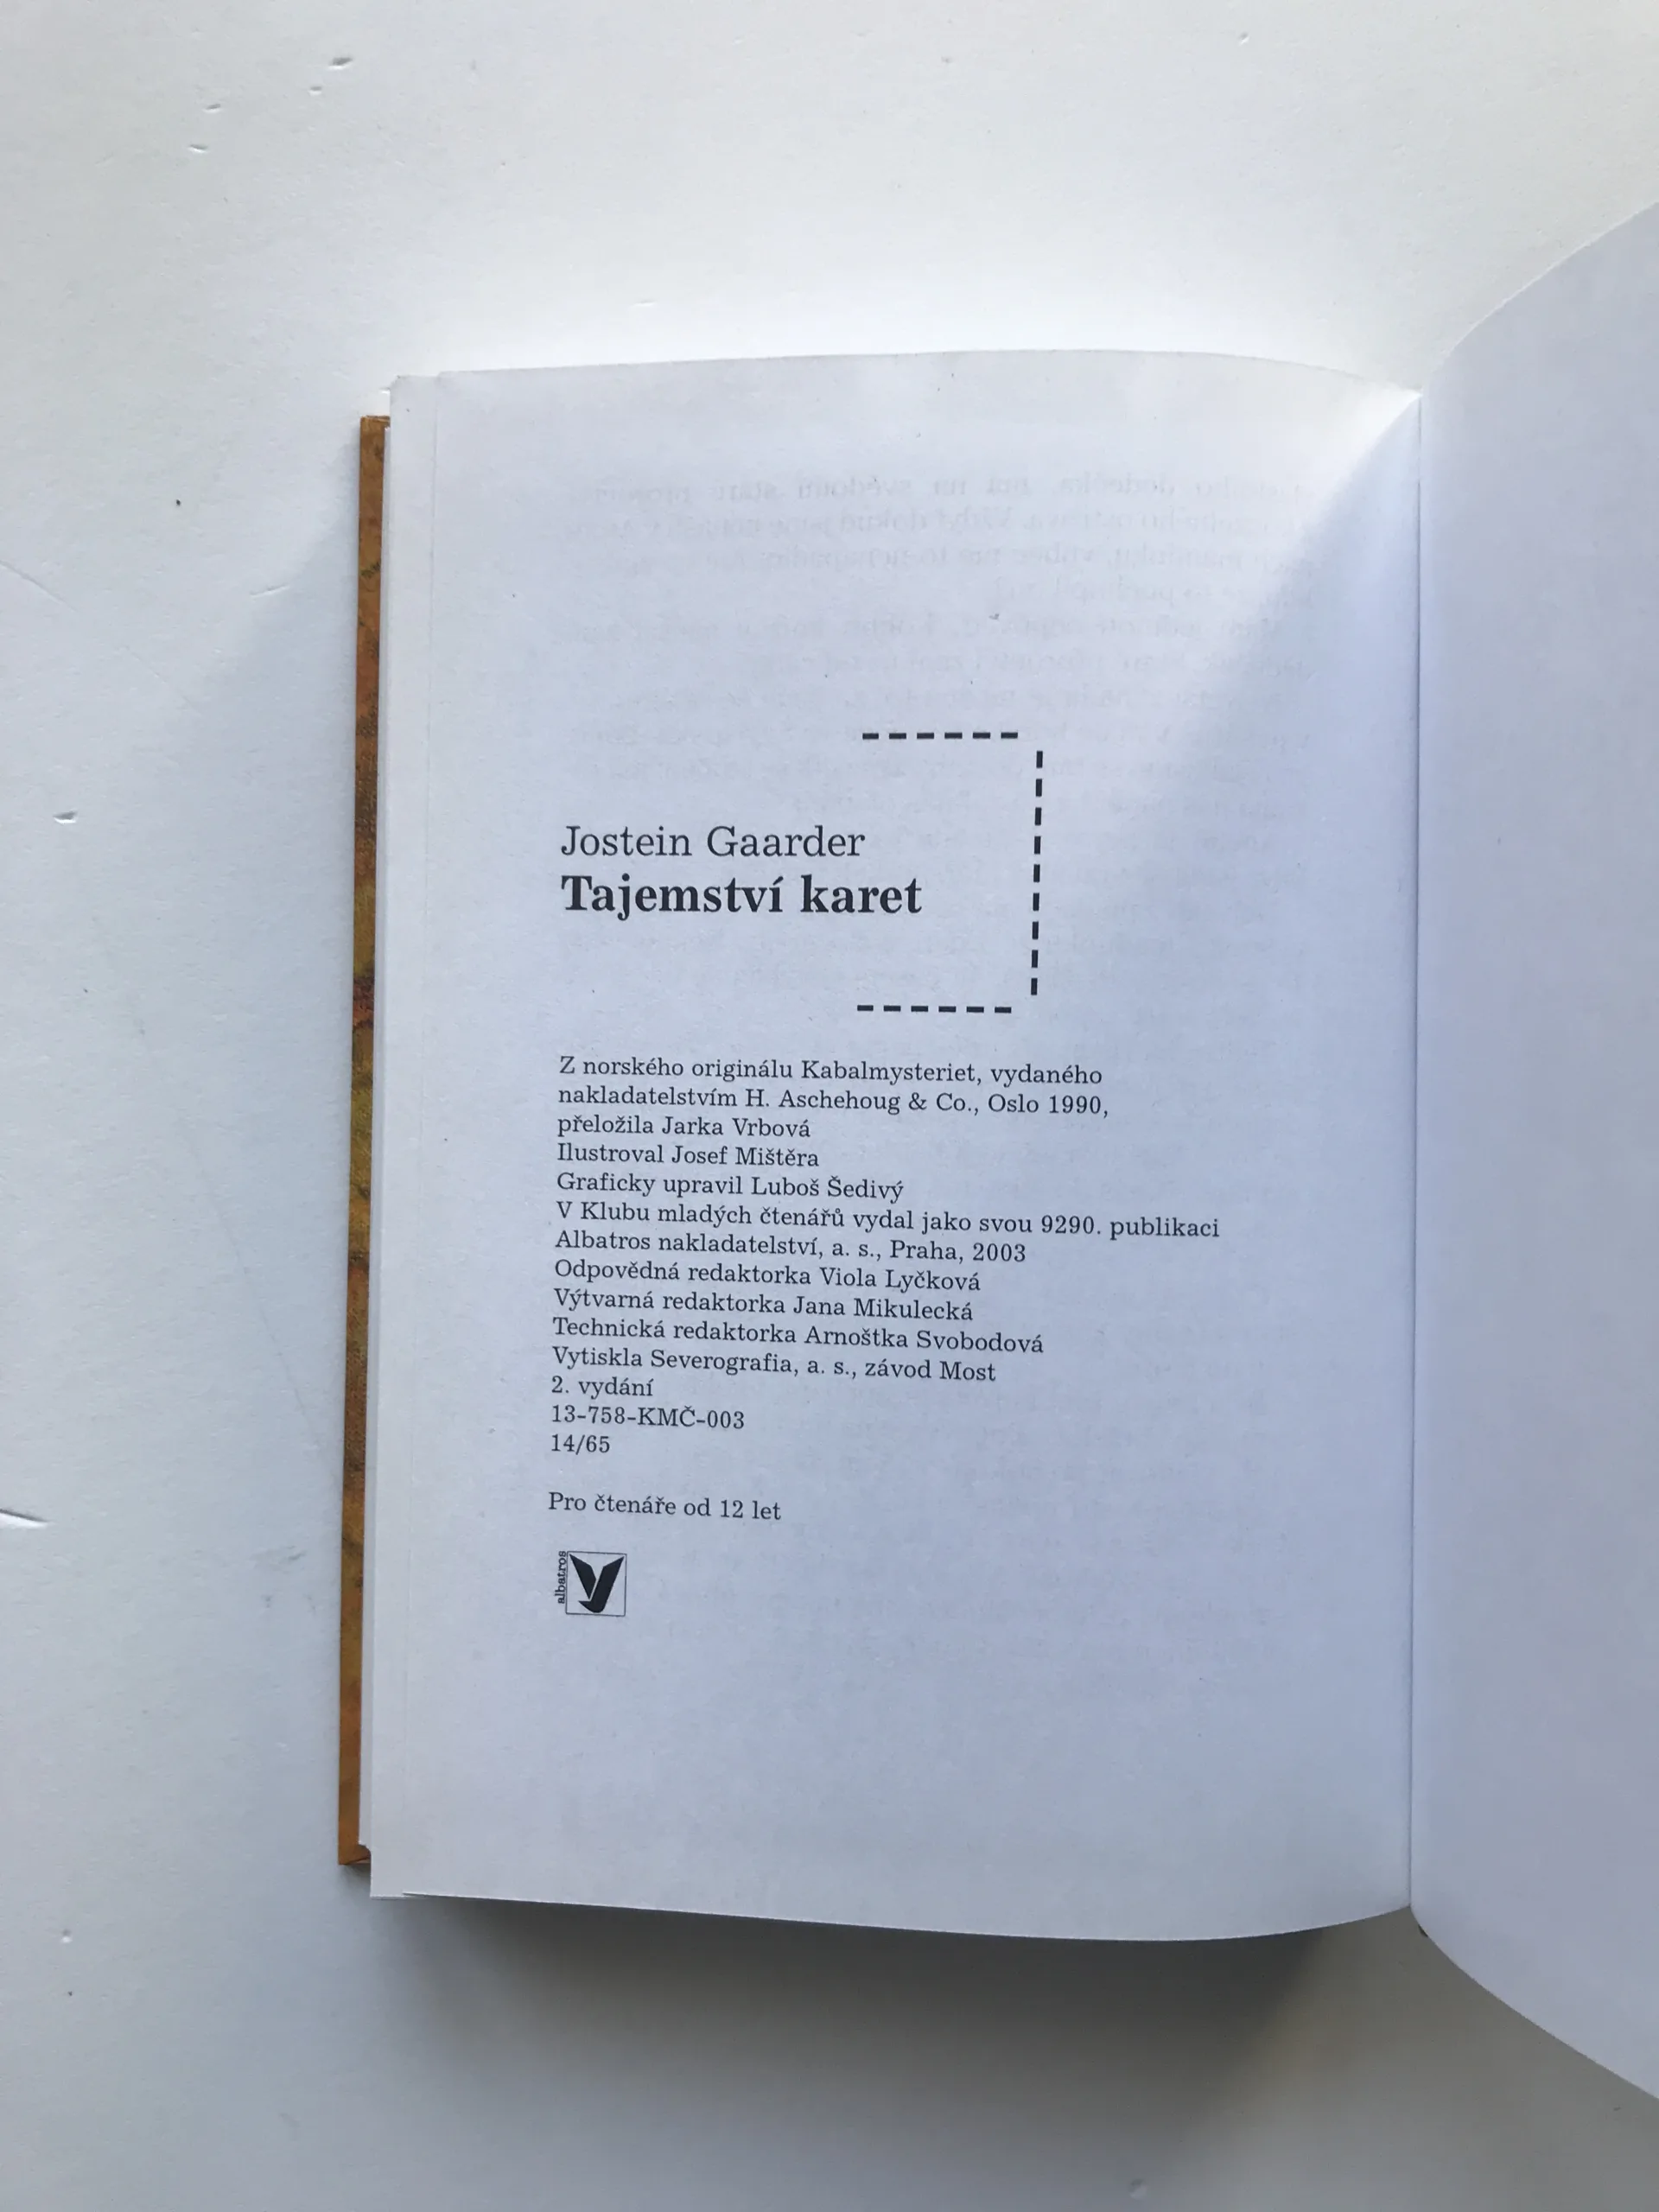 Jostein Gaarder
Tajemství karet
Z norského originálu Kabalmysteriet, vydaného
nakladatelstvím H. Aschehoug & Co., Oslo 1990,
přeložila Jarka Vrbová
Ilustroval Josef Mištěra
Graficky upravil Luboš Šedivý
V Klubu mladých čtenářů vydal jako svou 9290. publikaci
Albatros nakladatelství, a. s., Praha, 2003
Odpovědná redaktorka Viola Lyčková
Výtvarná redaktorka Jana Mikulecká
Technická redaktorka Arnoštka Svobodová
Vytiskla Severografia, a. s., závod Most
2. vydání
13-758-KMČ-003
14/65
Pro čtenáře od 12 let
albatros